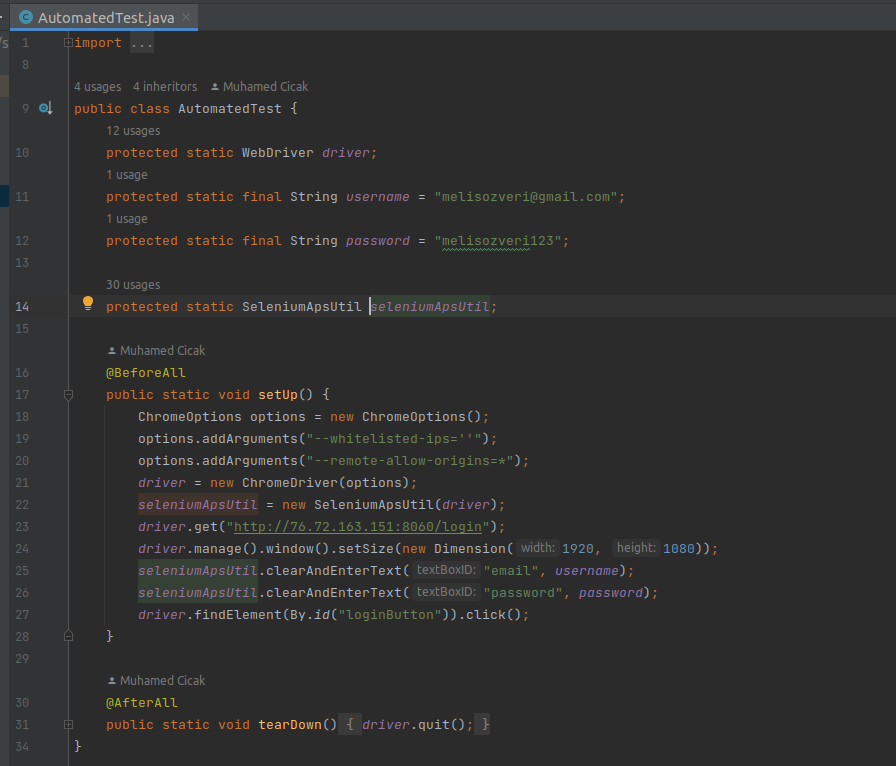 AutomatedTest.java
/s
1 import ...
8
4 usages 4 inheritors Muhamed Cicak
9 public class AutomatedTest {
12 usages
10 protected static WebDriver driver;
1 usage
11 protected static final String username = "melisozveri@gmail.com";
1 usage
12 protected static final String password = "melisozveri123";
13
30 usages
14 protected static SeleniumApsUtil seleniumApsUtil;
15
Muhamed Cicak
16 @BeforeAll
17 public static void setUp() {
18 ChromeOptions options = new ChromeOptions();
19 options.addArguments("--whitelisted-ips=''");
20 options.addArguments("--remote-allow-origins=*");
21 driver = new ChromeDriver(options);
22 seleniumApsUtil = new SeleniumApsUtil(driver);
23 driver.get("http://76.72.163.151:8060/login");
24 driver.manage().window().setSize(new Dimension( width: 1920, height: 1080));
25 seleniumApsUtil.clearAndEnterText( textBoxID: "email", username);
26 seleniumApsUtil.clearAndEnterText( textBoxID: "password", password);
27 driver.findElement(By.id("loginButton")).click();
28 }
29
Muhamed Cicak
30 @AfterAll
31 public static void tearDown() { driver.quit(); }
34 }